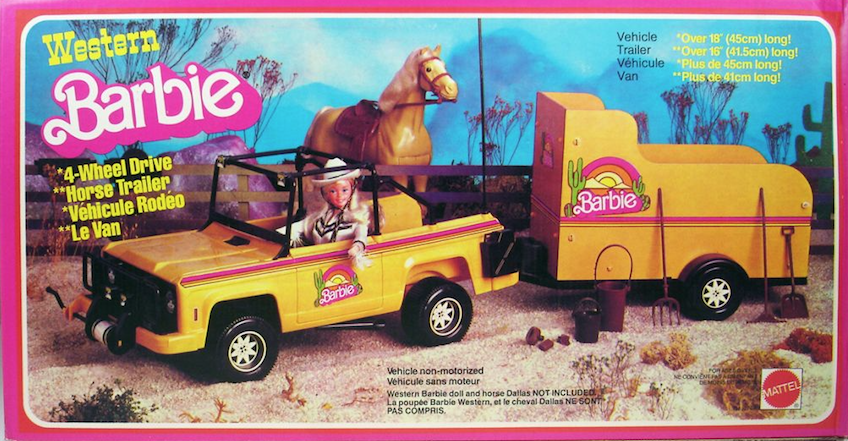 Western
Barbie
*4-Wheel Drive
**Horse Trailer
*Véhicule Rodéo
**Le Van
Vehicle *Over 18" (45cm) long!
Trailer **Over 16" (41.5cm) long!
Véhicule *Plus de 45cm long!
Van **Plus de 41cm long!
Barbie
Barbie
Vehicle non-motorized
Véhicule sans moteur
Western Barbie doll and horse Dallas NOT INCLUDED.
La poupée Barbie Western, et le cheval Dallas NE SONT
PAS COMPRIS.
MATTEL